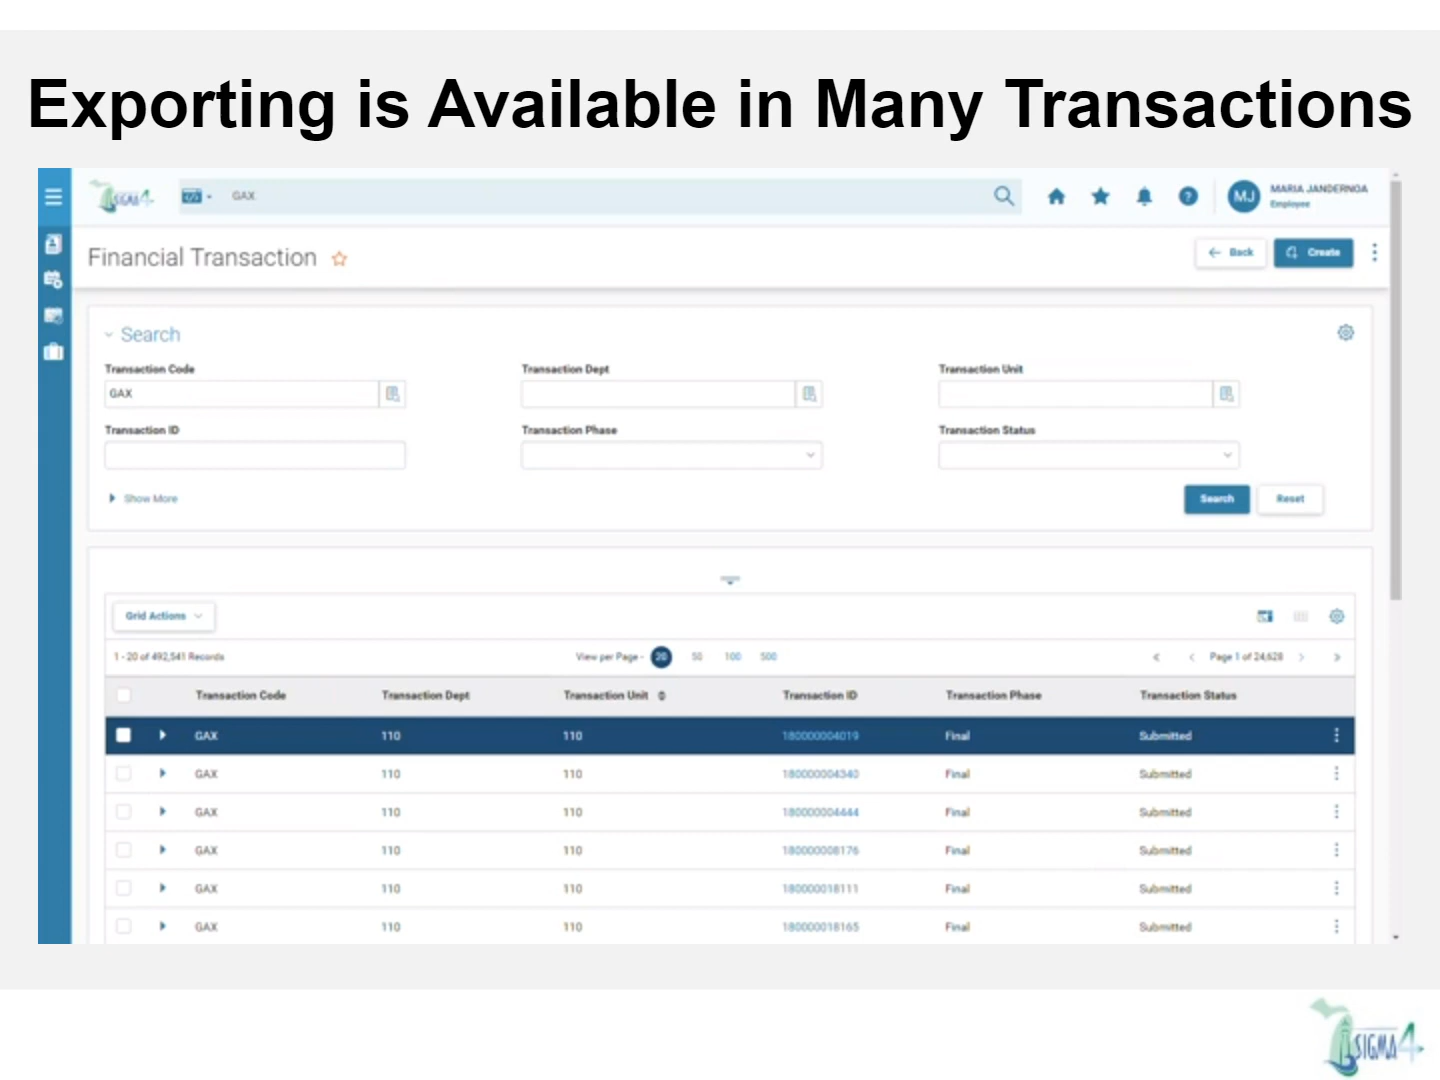 Exporting is Available in Many Transactions
SIGMA4 GAX MJ MARIA JANDERNOA
Employee
Financial Transaction Back Create
Search
Transaction Code Transaction Dept Transaction Unit
GAX
Transaction ID Transaction Phase Transaction Status
Show More Search Reset
Grid Actions
1 - 20 of 492,541 Records View per Page - 20 50 100 500 « < Page 1 of 24,628 > »
Transaction Code Transaction Dept Transaction Unit Transaction ID Transaction Phase Transaction Status
GAX 110 110 180000004019 Final Submitted
GAX 110 110 180000004340 Final Submitted
GAX 110 110 180000004444 Final Submitted
GAX 110 110 180000008176 Final Submitted
GAX 110 110 180000018111 Final Submitted
GAX 110 110 180000018165 Final Submitted
SIGMA4